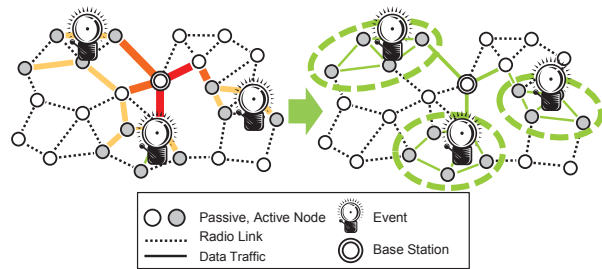 Passive, Active Node
Event
Radio Link
Base Station
Data Traffic